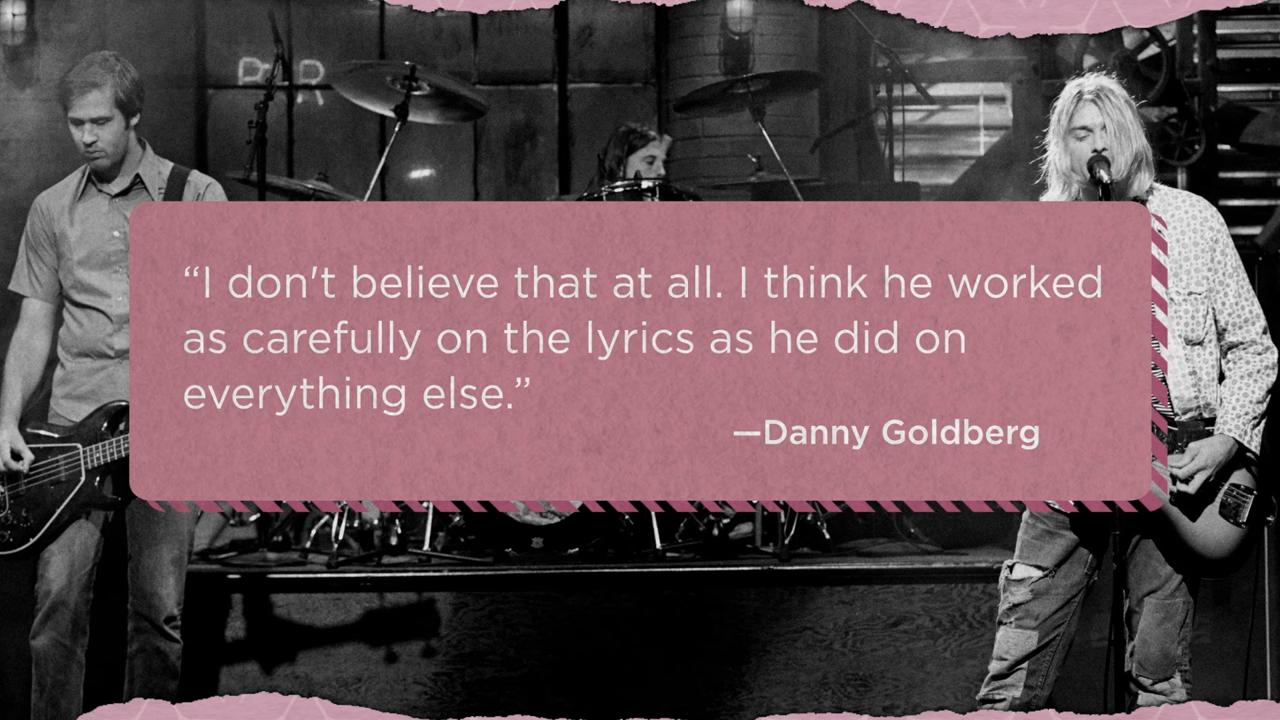 “I don't believe that at all. I think he worked
as carefully on the lyrics as he did on
everything else.”
—Danny Goldberg